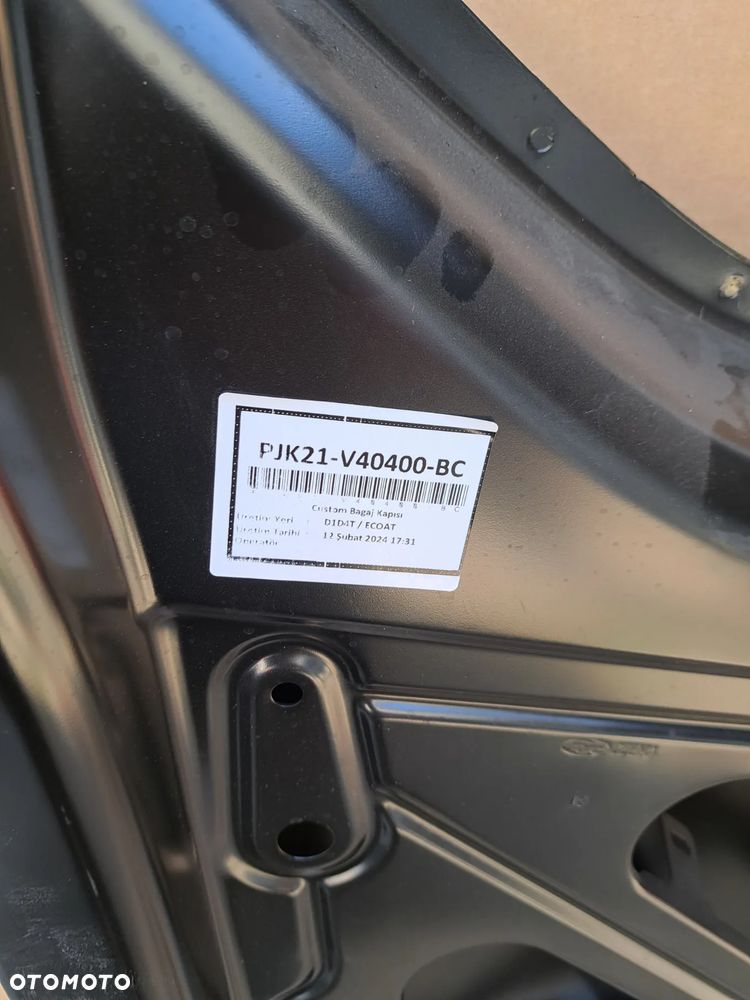 PJK21-V40400-BC
Custom Bagaj Kapısı
Üretim Yeri : D1D4T / ECOAT
Üretim Tarihi : 12 Şubat 2024 17:31
Operatör
OTOMOTO